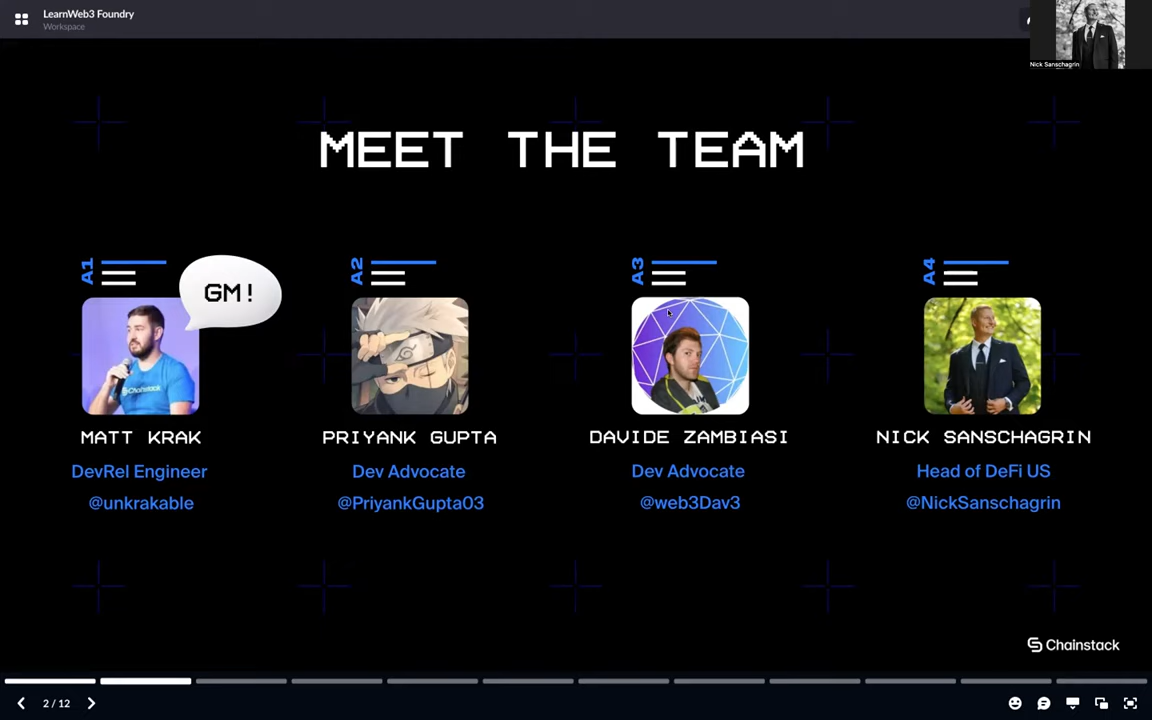 LearnWeb3 Foundry
Workspace
Nick Sanschagrin
MEET THE TEAM
A1
GM!
Chainstack
MATT KRAK
DevRel Engineer
@unkrakable
A2
PRIYANK GUPTA
Dev Advocate
@PriyankGupta03
A3
DAVIDE ZAMBIASI
Dev Advocate
@web3Dav3
A4
NICK SANSCHAGRIN
Head of DeFi US
@NickSanschagrin
Chainstack
2 / 12